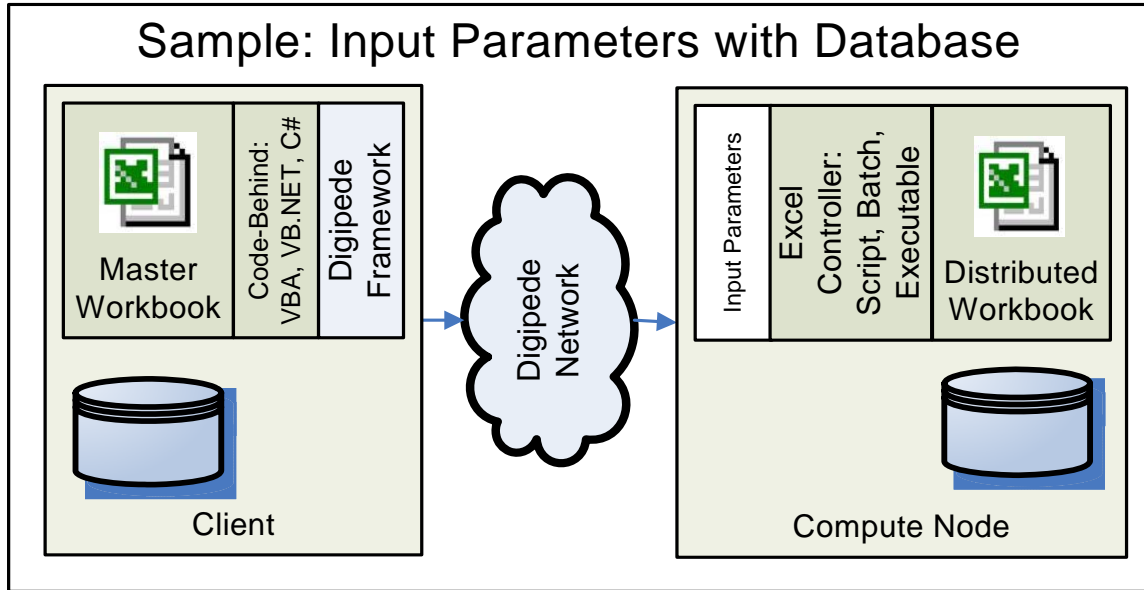 Sample: Input Parameters with Database
Master
Workbook
Code-Behind:
VBA, VB.NET, C#
Digipede
Framework
Client
Digipede
Network
Input Parameters
Excel
Controller:
Script, Batch,
Executable
Distributed
Workbook
Compute Node